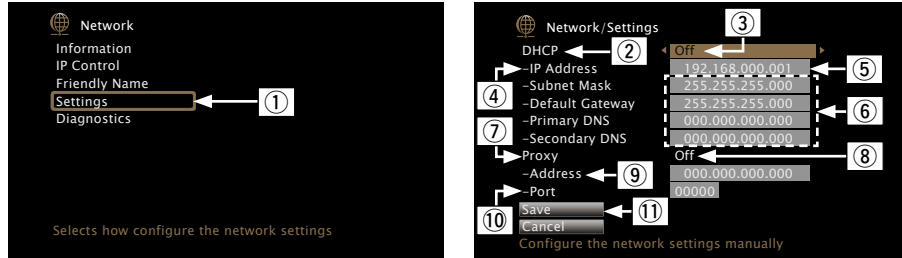 Network
Information
IP Control
Friendly Name
Settings
①
Diagnostics
Selects how configure the network settings
Network/Settings
③
DHCP
②
Off
④
–IP Address
192.168.000.001
⑤
–Subnet Mask
255.255.255.000
–Default Gateway
255.255.255.000
⑥
–Primary DNS
000.000.000.000
–Secondary DNS
000.000.000.000
⑦
Proxy
Off
⑧
–Address
⑨
000.000.000.000
–Port
00000
⑩
Save
⑪
Cancel
Configure the network settings manually